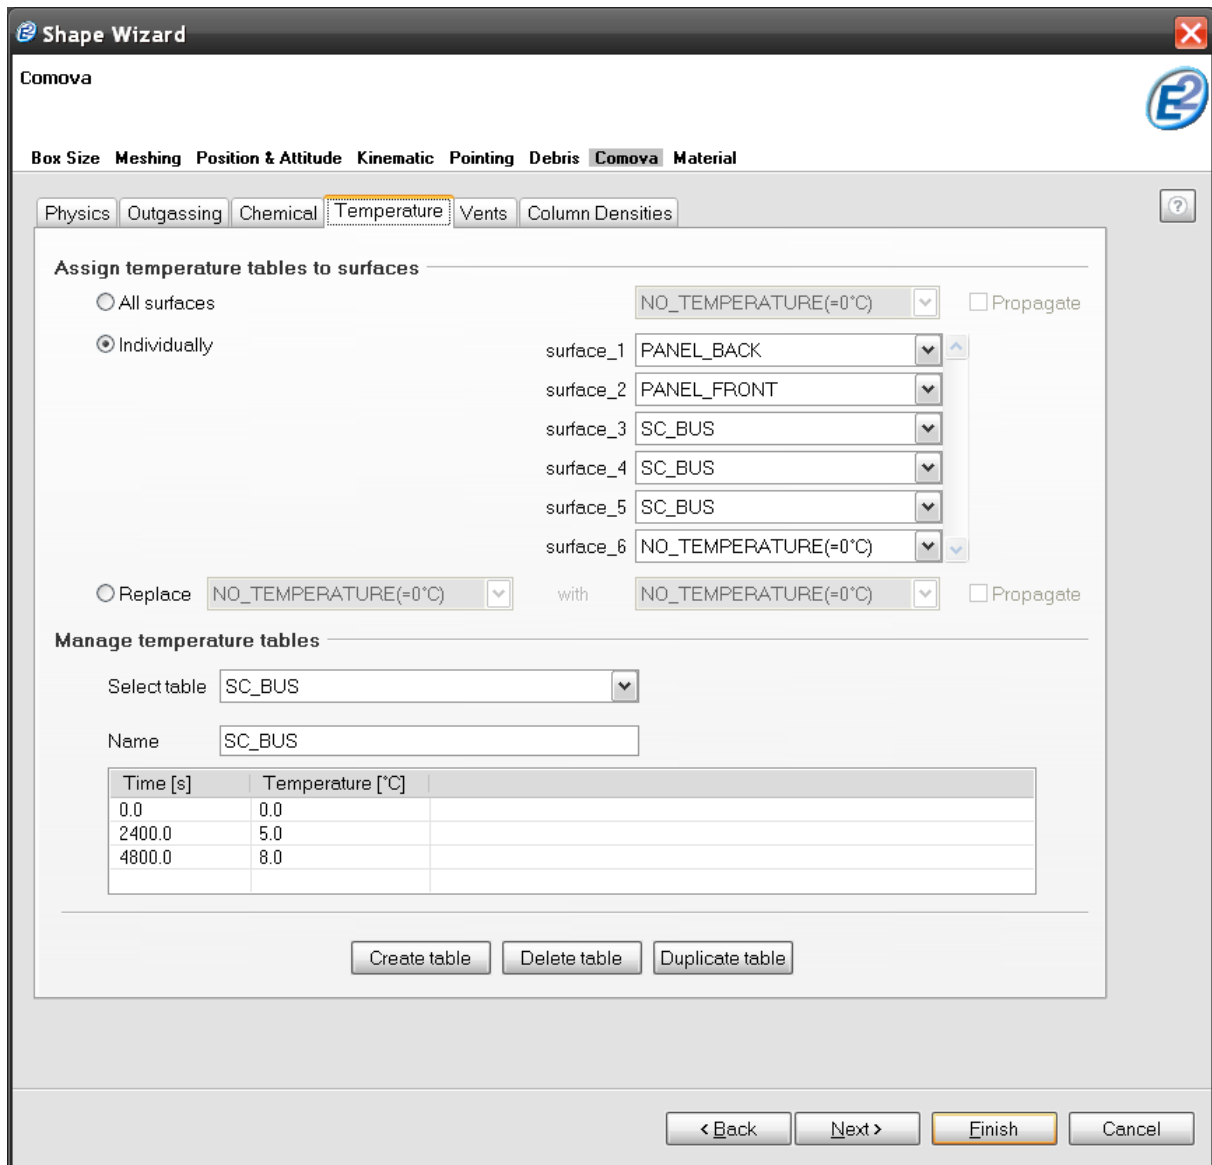 Shape Wizard
Comova
E2
Box Size Meshing Position & Attitude Kinematic Pointing Debris Comova Material
Physics Outgassing Chemical Temperature Vents Column Densities
?
Assign temperature tables to surfaces
All surfaces NO_TEMPERATURE(=0°C) Propagate
Individually surface_1 PANEL_BACK
surface_2 PANEL_FRONT
surface_3 SC_BUS
surface_4 SC_BUS
surface_5 SC_BUS
surface_6 NO_TEMPERATURE(=0°C)
Replace NO_TEMPERATURE(=0°C) with NO_TEMPERATURE(=0°C) Propagate
Manage temperature tables
Select table SC_BUS
Name SC_BUS
Time [s] Temperature [°C]
0.0 0.0
2400.0 5.0
4800.0 8.0
Create table Delete table Duplicate table
< Back Next > Finish Cancel